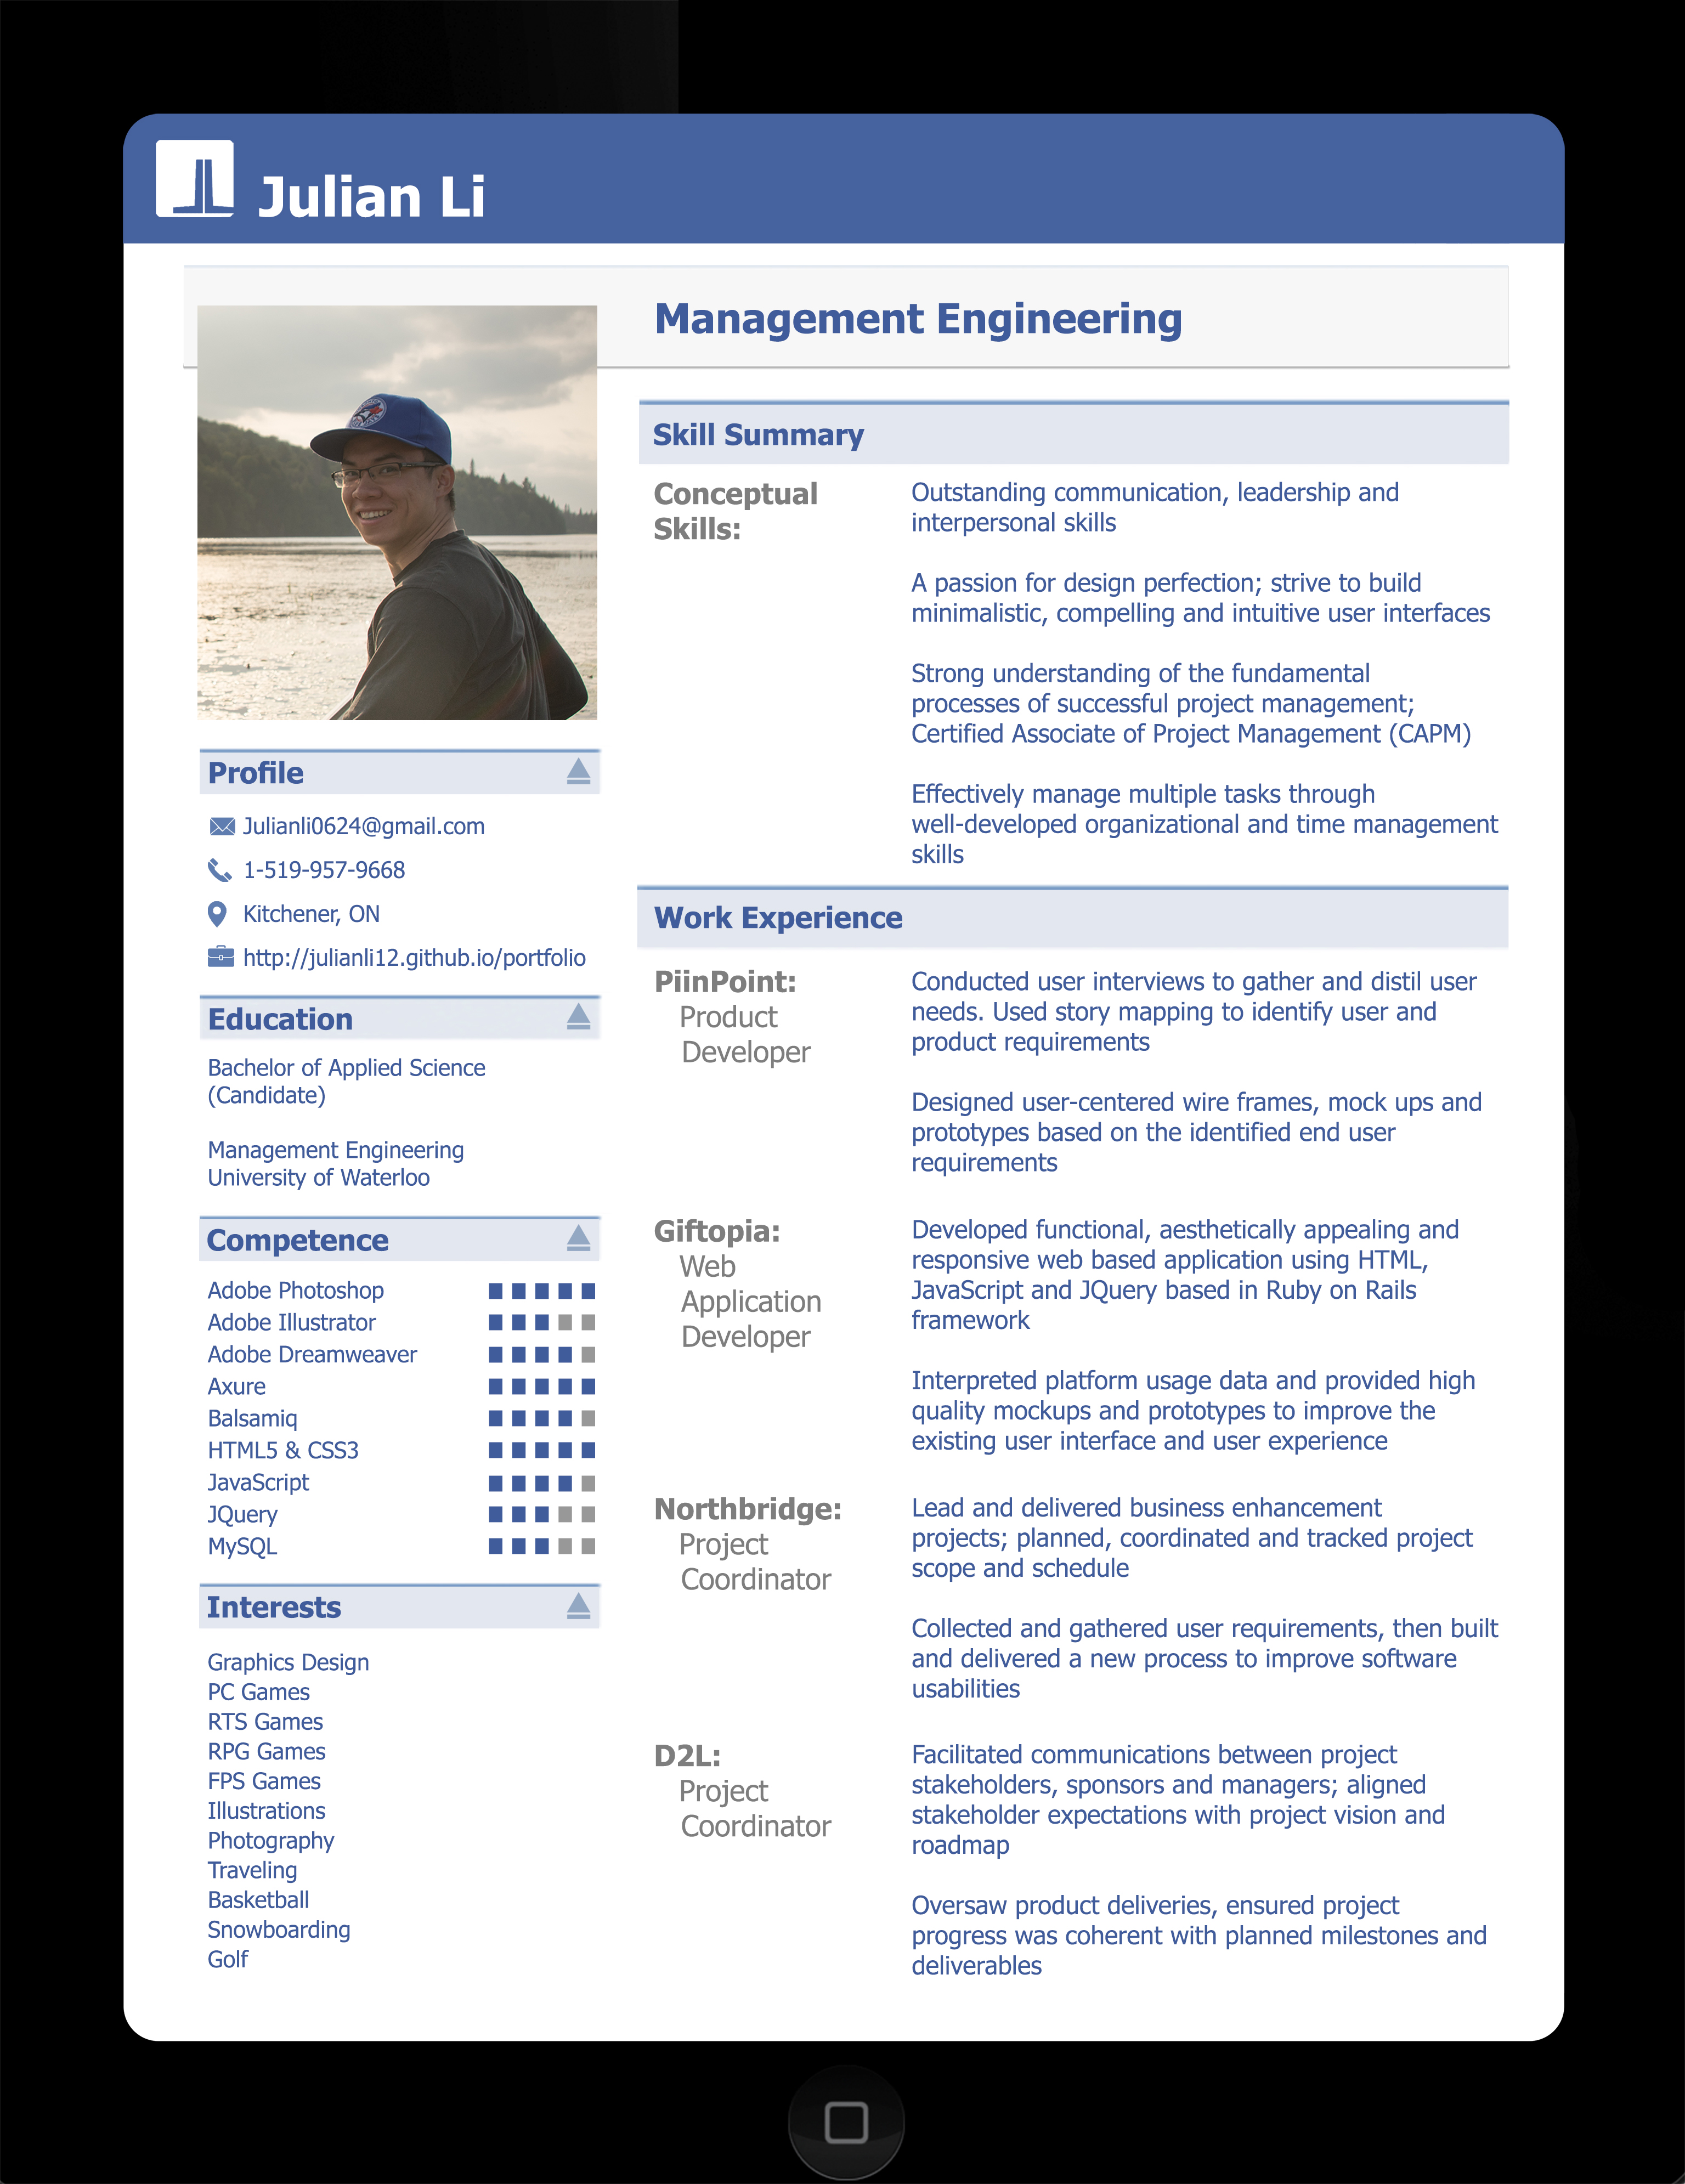 Julian Li
Management Engineering
Profile
Julianli0624@gmail.com
1-519-957-9668
Kitchener, ON
http://julianli12.github.io/portfolio
Education
Bachelor of Applied Science
(Candidate)
Management Engineering
University of Waterloo
Competence
Adobe Photoshop
Adobe Illustrator
Adobe Dreamweaver
Axure
Balsamiq
HTML5 & CSS3
JavaScript
JQuery
MySQL
Interests
Graphics Design
PC Games
RTS Games
RPG Games
FPS Games
Illustrations
Photography
Traveling
Basketball
Snowboarding
Golf
Skill Summary
Conceptual
Skills:
Outstanding communication, leadership and
interpersonal skills
A passion for design perfection; strive to build
minimalistic, compelling and intuitive user interfaces
Strong understanding of the fundamental
processes of successful project management;
Certified Associate of Project Management (CAPM)
Effectively manage multiple tasks through
well-developed organizational and time management
skills
Work Experience
PiinPoint:
Product
Developer
Conducted user interviews to gather and distil user
needs. Used story mapping to identify user and
product requirements
Designed user-centered wire frames, mock ups and
prototypes based on the identified end user
requirements
Giftopia:
Web
Application
Developer
Developed functional, aesthetically appealing and
responsive web based application using HTML,
JavaScript and JQuery based in Ruby on Rails
framework
Interpreted platform usage data and provided high
quality mockups and prototypes to improve the
existing user interface and user experience
Northbridge:
Project
Coordinator
Lead and delivered business enhancement
projects; planned, coordinated and tracked project
scope and schedule
Collected and gathered user requirements, then built
and delivered a new process to improve software
usabilities
D2L:
Project
Coordinator
Facilitated communications between project
stakeholders, sponsors and managers; aligned
stakeholder expectations with project vision and
roadmap
Oversaw product deliveries, ensured project
progress was coherent with planned milestones and
deliverables